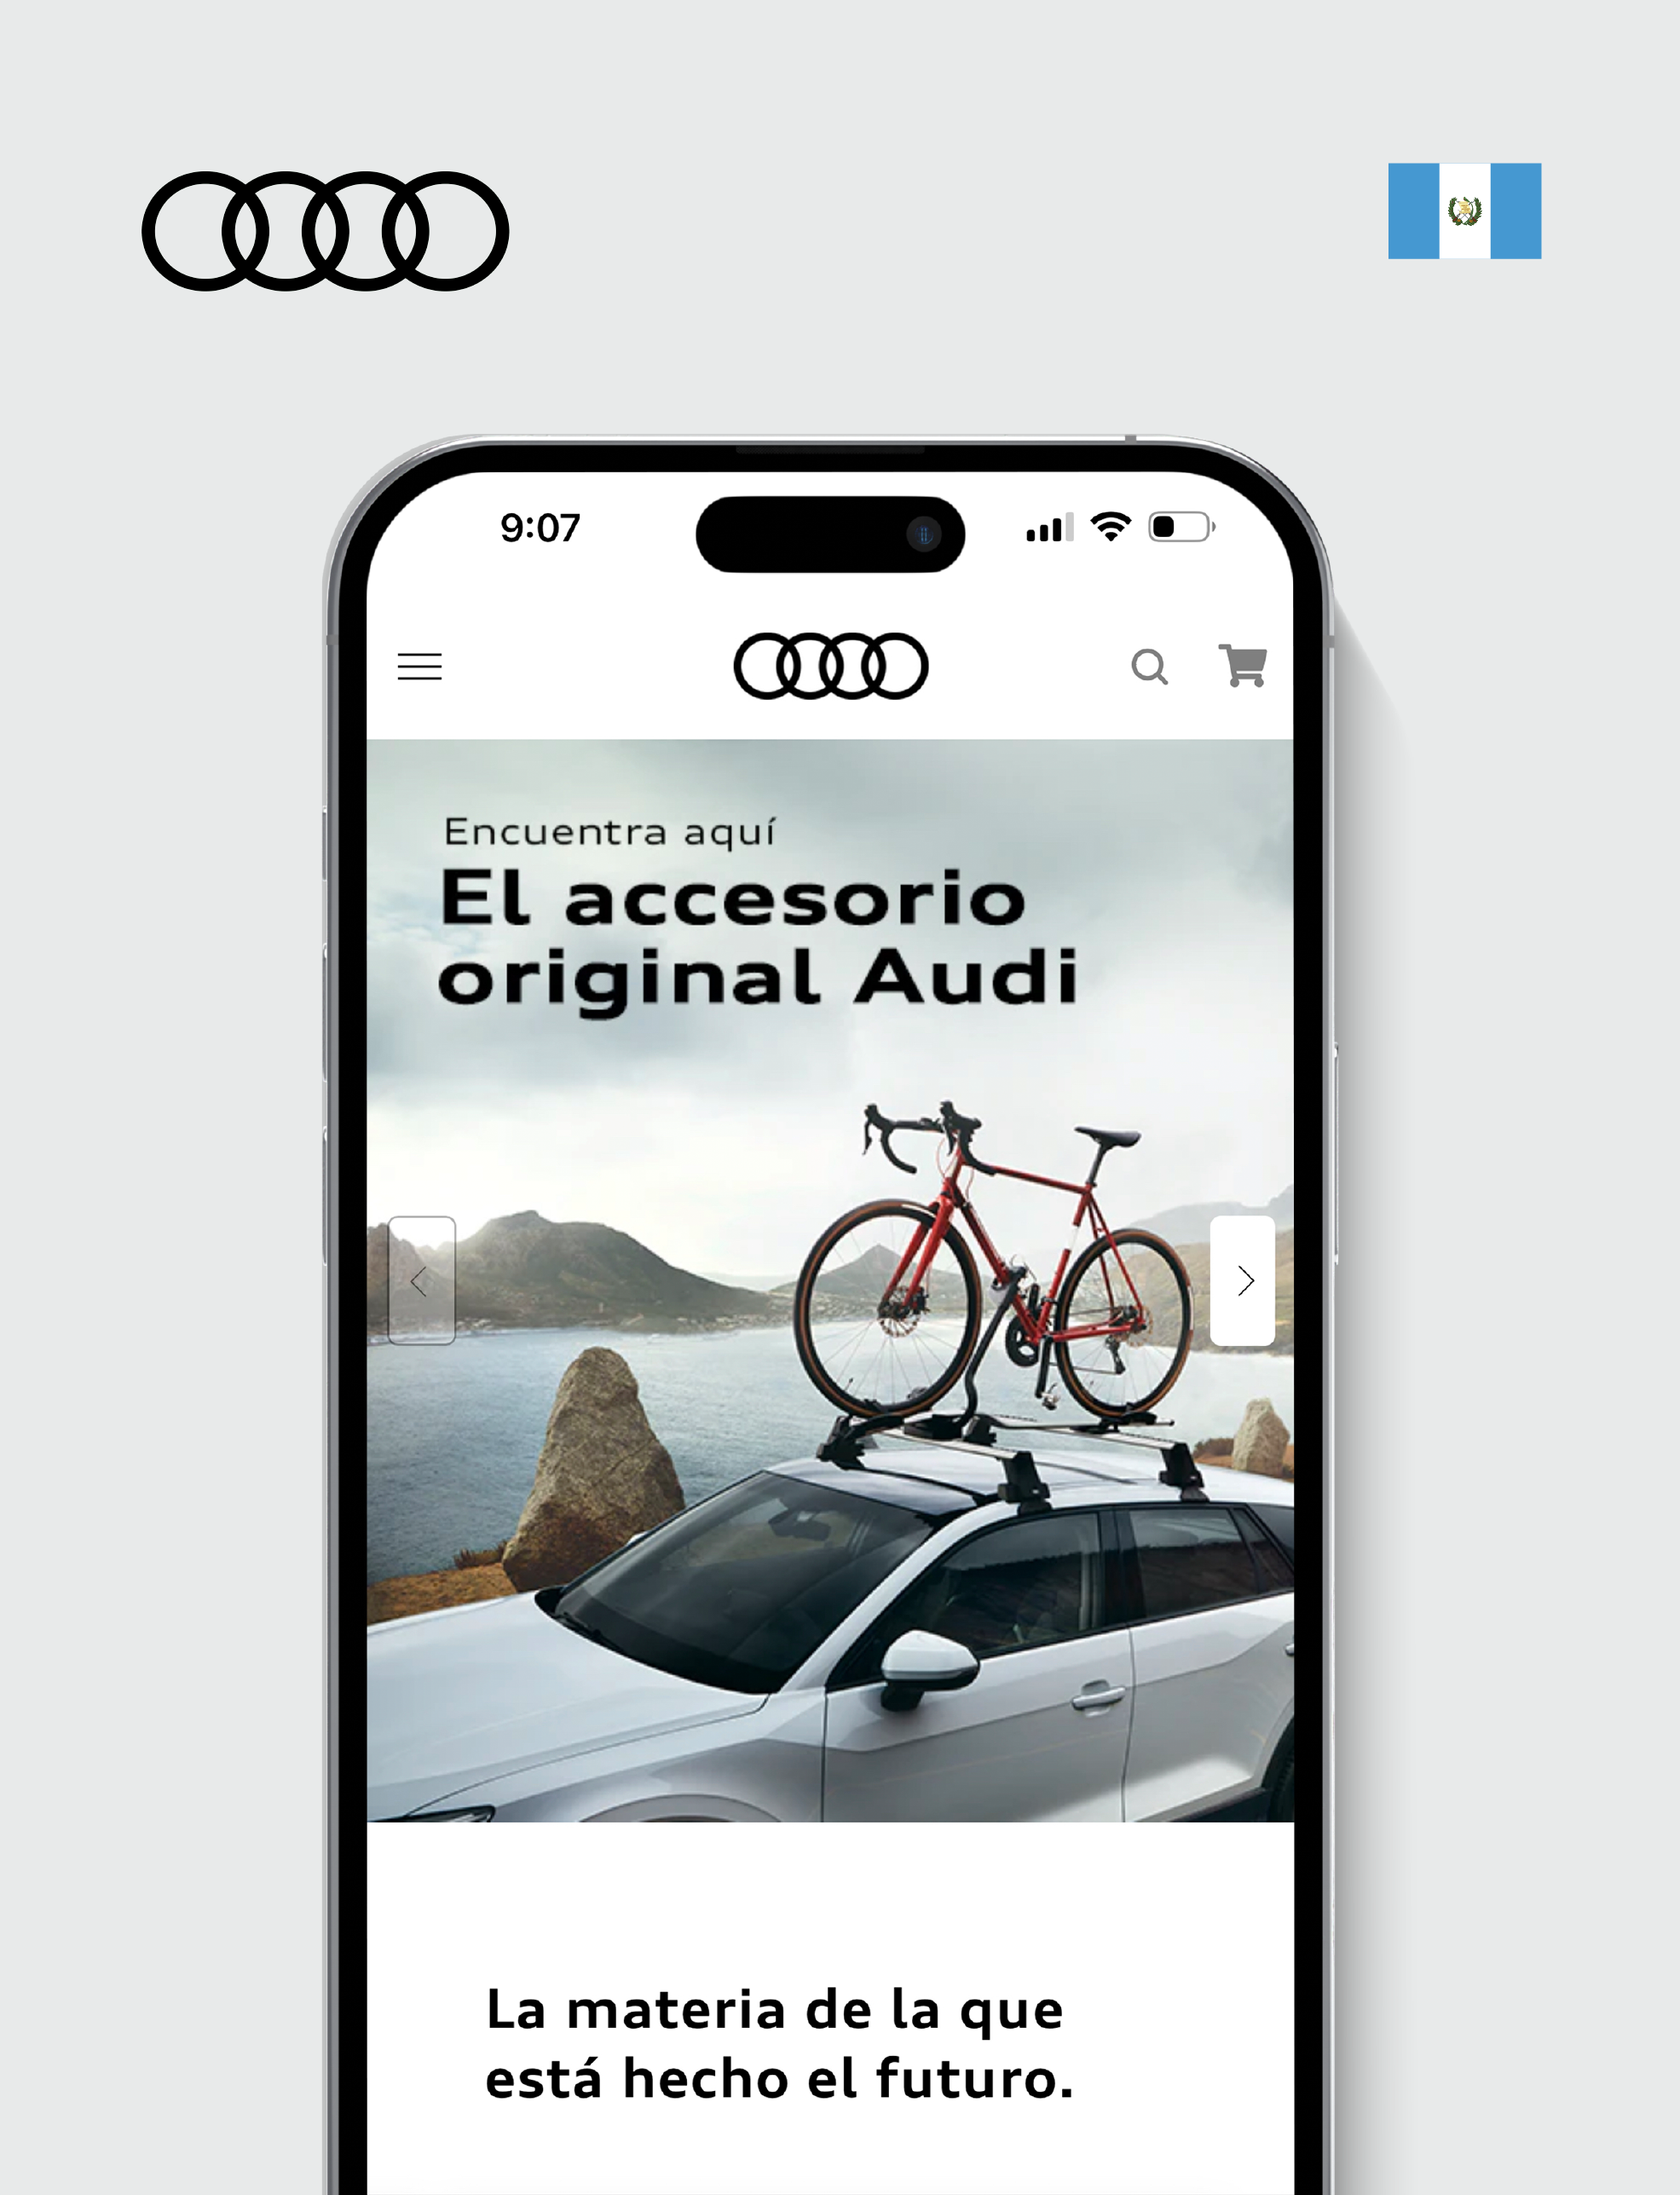 9:07
Encuentra aquí
El accesorio
original Audi
La materia de la que
está hecho el futuro.